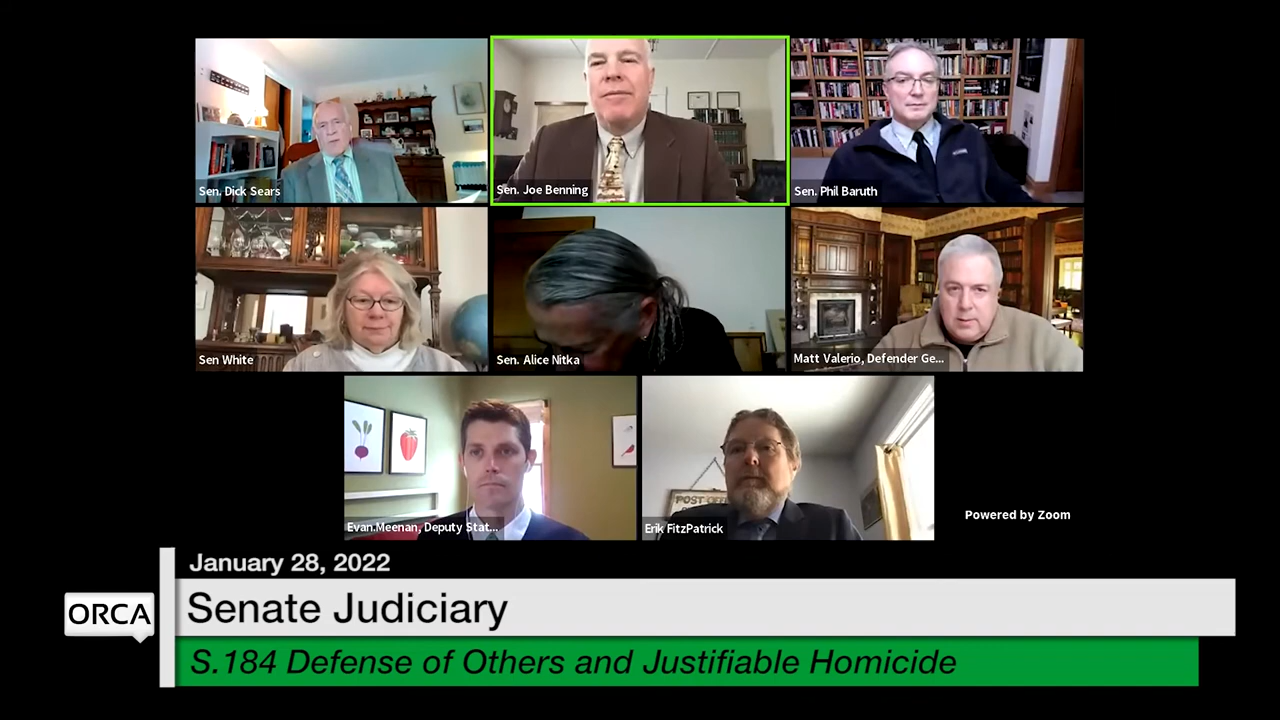 Sen. Dick Sears
Sen. Joe Benning
Sen. Phil Baruth
Sen White
Sen. Alice Nitka
Matt Valerio, Defender Ge...
Evan.Meenan, Deputy Stat...
POST OFF
Erik FitzPatrick
Powered by Zoom
January 28, 2022
ORCA
Senate Judiciary
S.184 Defense of Others and Justifiable Homicide